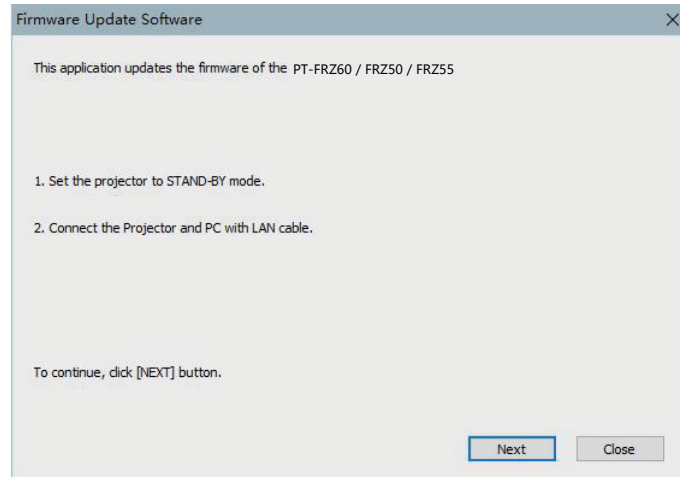 Firmware Update Software
This application updates the firmware of the PT-FRZ60 / FRZ50 / FRZ55
1. Set the projector to STAND-BY mode.
2. Connect the Projector and PC with LAN cable.
To continue, click [NEXT] button.
Next Close